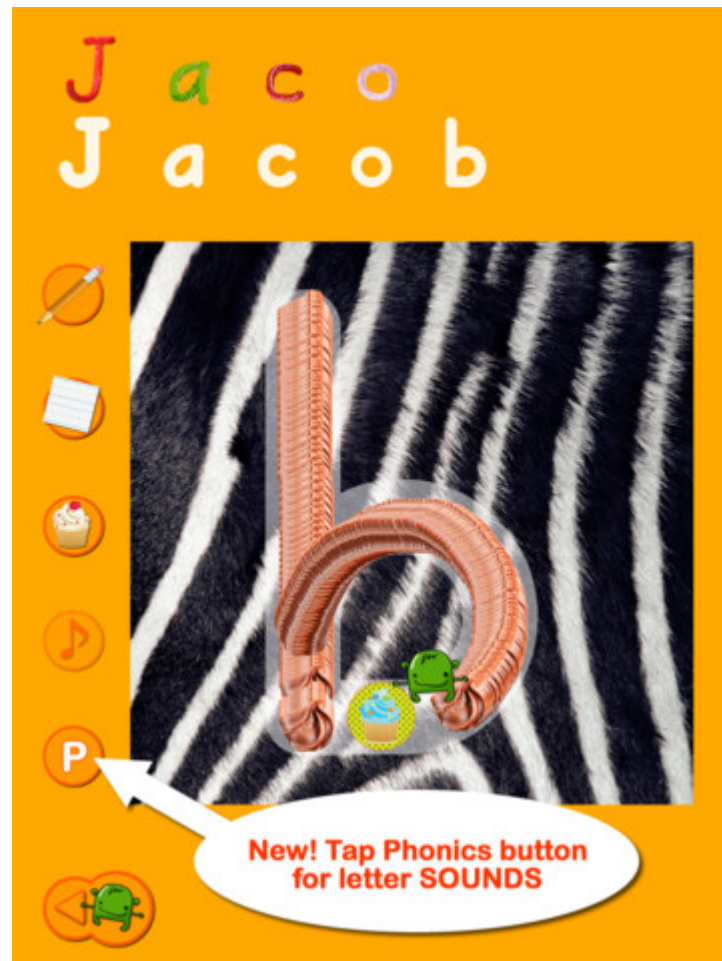 J a c o
J a c o b
b
P
New! Tap Phonics button
for letter SOUNDS